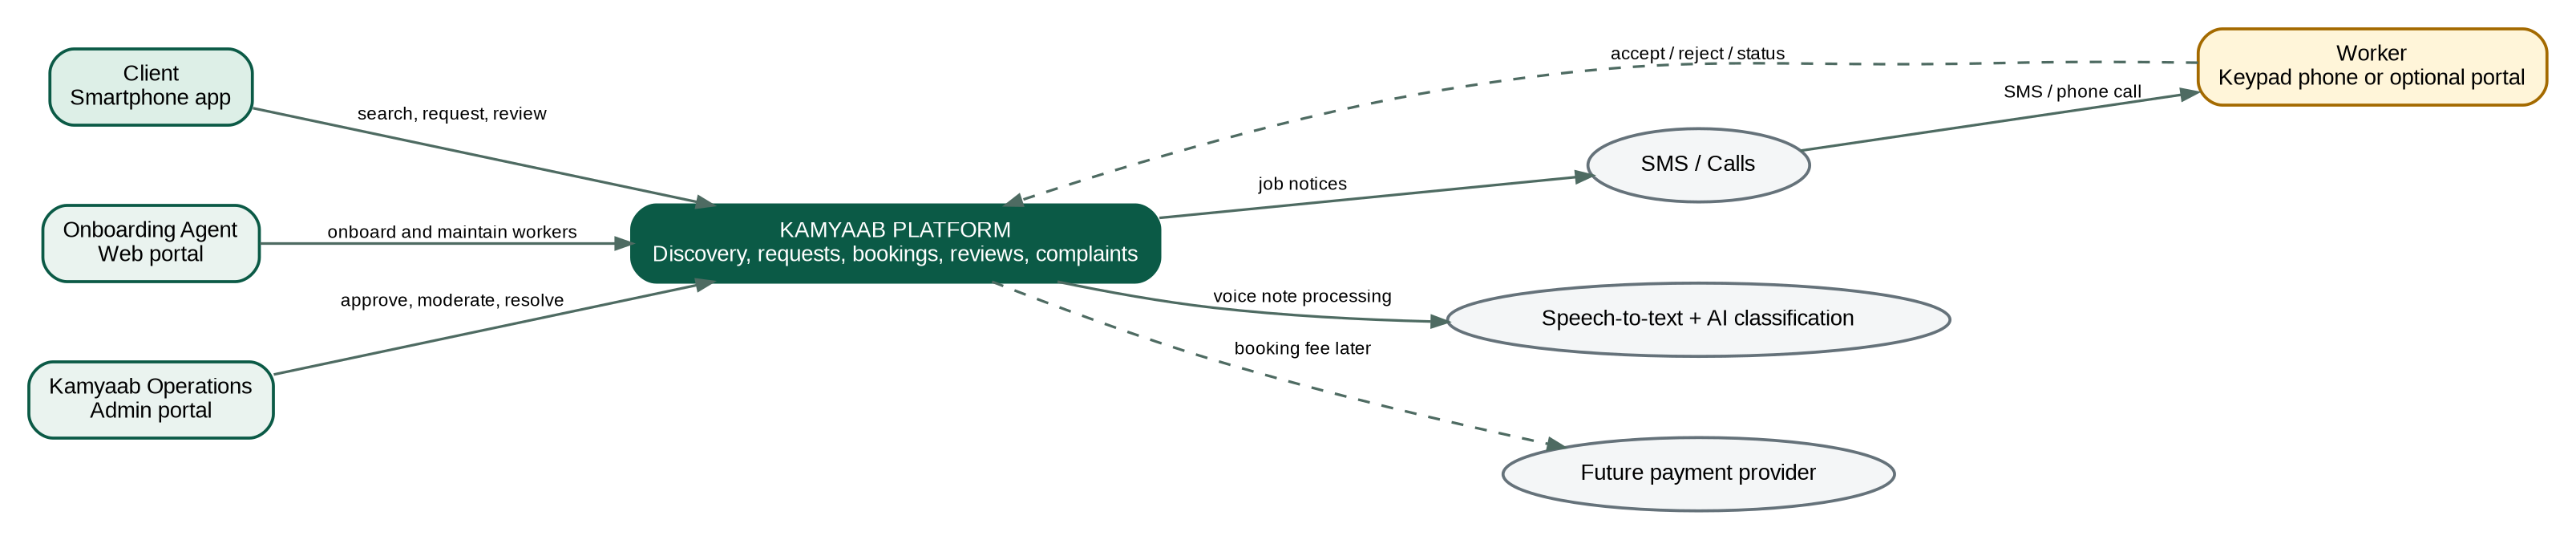 Client
Smartphone app
search, request, review
Onboarding Agent
Web portal
onboard and maintain workers
Kamyaab Operations
Admin portal
approve, moderate, resolve
KAMYAAB PLATFORM
Discovery, requests, bookings, reviews, complaints
accept / reject / status
job notices
SMS / Calls
SMS / phone call
Worker
Keypad phone or optional portal
voice note processing
Speech-to-text + AI classification
booking fee later
Future payment provider